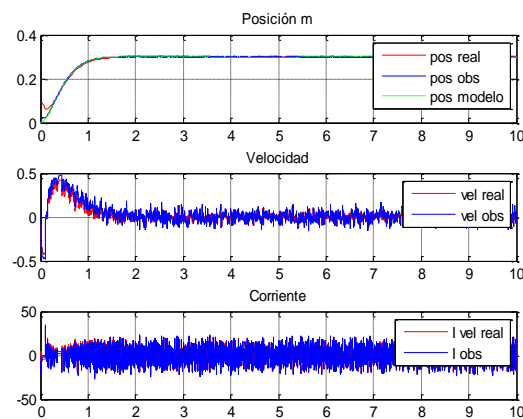 Posición m
0.4
0.2
0
0 1 2 3 4 5 6 7 8 9 10
pos real
pos obs
pos modelo
Velocidad
0.5
0
-0.5
0 1 2 3 4 5 6 7 8 9 10
vel real
vel obs
Corriente
50
0
-50
0 1 2 3 4 5 6 7 8 9 10
I vel real
I obs